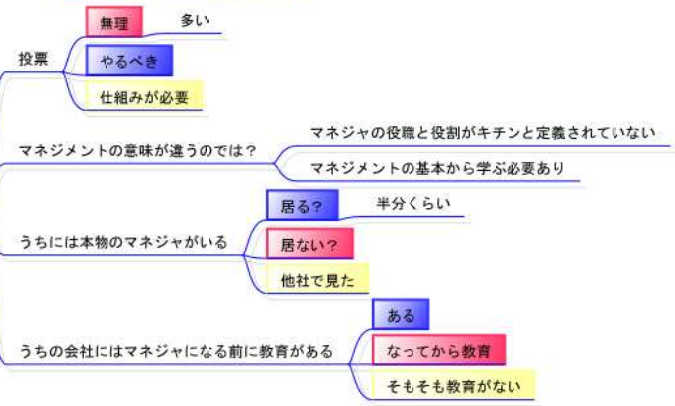 無理
多い
投票
やるべき
仕組みが必要
マネジメントの意味が違うのでは？
マネジャの役職と役割がキチンと定義されていない
マネジメントの基本から学ぶ必要あり
うちには本物のマネジャがいる
居る？
半分くらい
居ない？
他社で見た
うちの会社にはマネジャになる前に教育がある
ある
なってから教育
そもそも教育がない